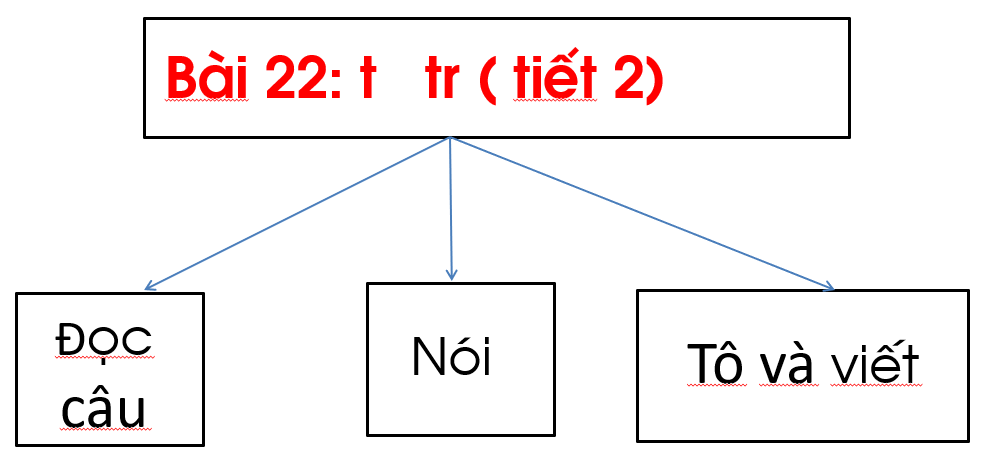 Bài 22: t tr ( tiết 2)
Đọc
câu
Nói
Tô và viết